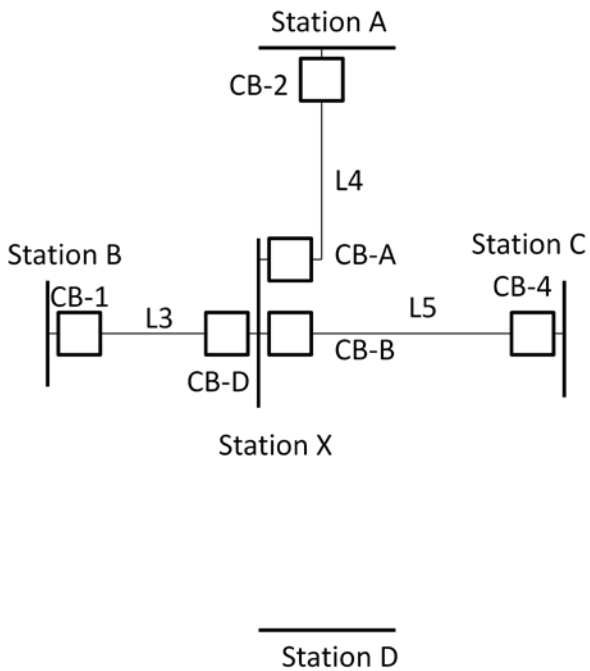 Station A
CB-2
L4
Station B
CB-A
Station C
CB-1
CB-4
L3
L5
CB-B
CB-D
Station X
Station D